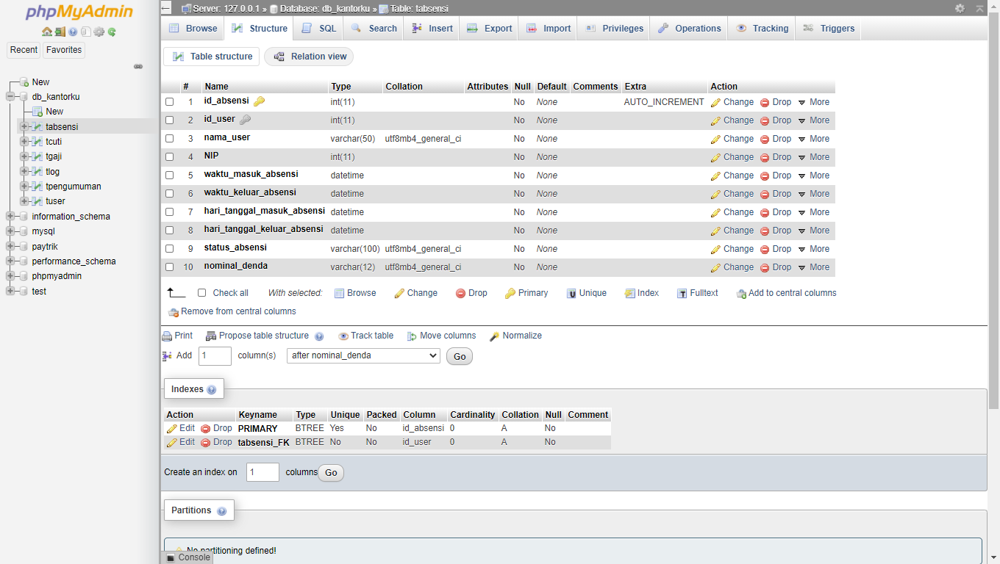 phpMyAdmin
Recent Favorites
New
db_kantorku
New
tabsensi
tcuti
tgaji
tlog
tpengumuman
tuser
information_schema
mysql
paytrik
performance_schema
phpmyadmin
test
Server: 127.0.0.1 » Database: db_kantorku » Table: tabsensi
Browse Structure SQL Search Insert Export Import Privileges Operations Tracking Triggers
Table structure Relation view
# Name Type Collation Attributes Null Default Comments Extra Action
1 id_absensi int(11) No None AUTO_INCREMENT Change Drop More
2 id_user int(11) No None Change Drop More
3 nama_user varchar(50) utf8mb4_general_ci No None Change Drop More
4 NIP int(11) No None Change Drop More
5 waktu_masuk_absensi datetime No None Change Drop More
6 waktu_keluar_absensi datetime No None Change Drop More
7 hari_tanggal_masuk_absensi datetime No None Change Drop More
8 hari_tanggal_keluar_absensi datetime No None Change Drop More
9 status_absensi varchar(100) utf8mb4_general_ci No None Change Drop More
10 nominal_denda varchar(12) utf8mb4_general_ci No None Change Drop More
Check all With selected: Browse Change Drop Primary Unique Index Fulltext Add to central columns
Remove from central columns
Print Propose table structure Track table Move columns Normalize
Add 1 column(s) after nominal_denda Go
Indexes
Action Keyname Type Unique Packed Column Cardinality Collation Null Comment
Edit Drop PRIMARY BTREE Yes No id_absensi 0 A No
Edit Drop tabsensi_FK BTREE No No id_user 0 A No
Create an index on 1 columns Go
Partitions
No partitioning defined!
Console